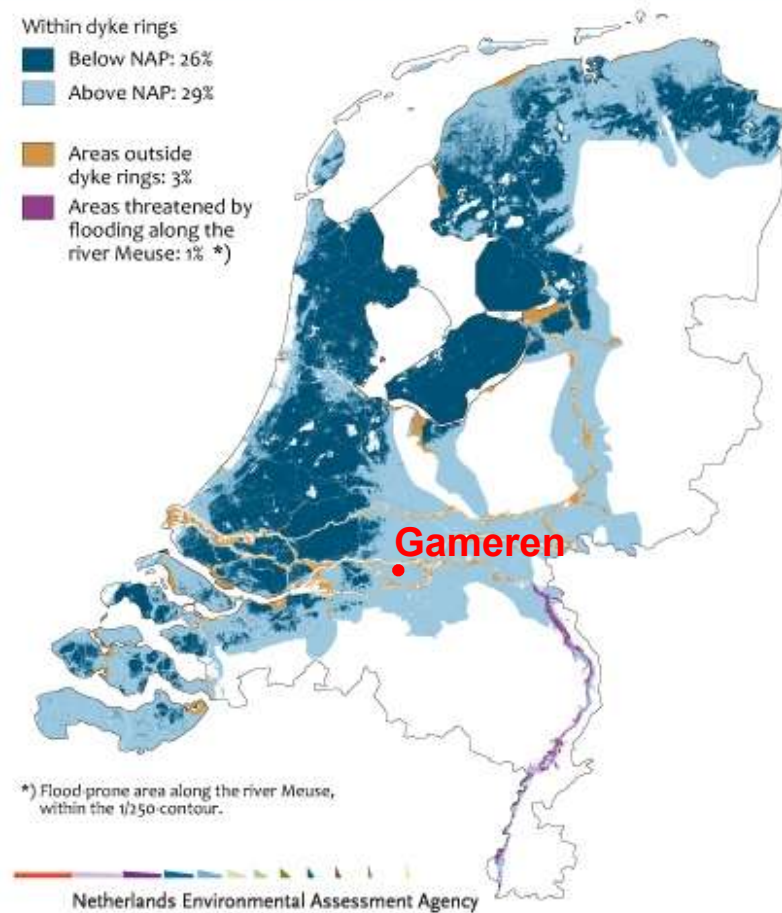 Within dyke rings
Below NAP: 26%
Above NAP: 29%
Areas outside
dyke rings: 3%
Areas threatened by
flooding along the
river Meuse: 1% *)
Gameren
*) Flood-prone area along the river Meuse,
within the 1/250-contour.
Netherlands Environmental Assessment Agency